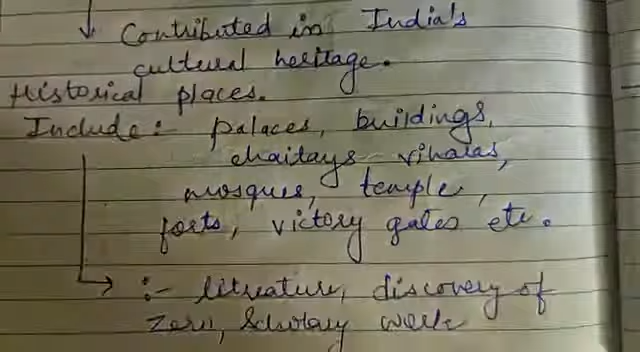 Contributed in India's
cultural heritage.
Historical places.
Include :- palaces, buildings,
chaitays vihalas,
mosques, temple,
forts, victory gates etc.
:- literature, discovery of
zero, Scholary work